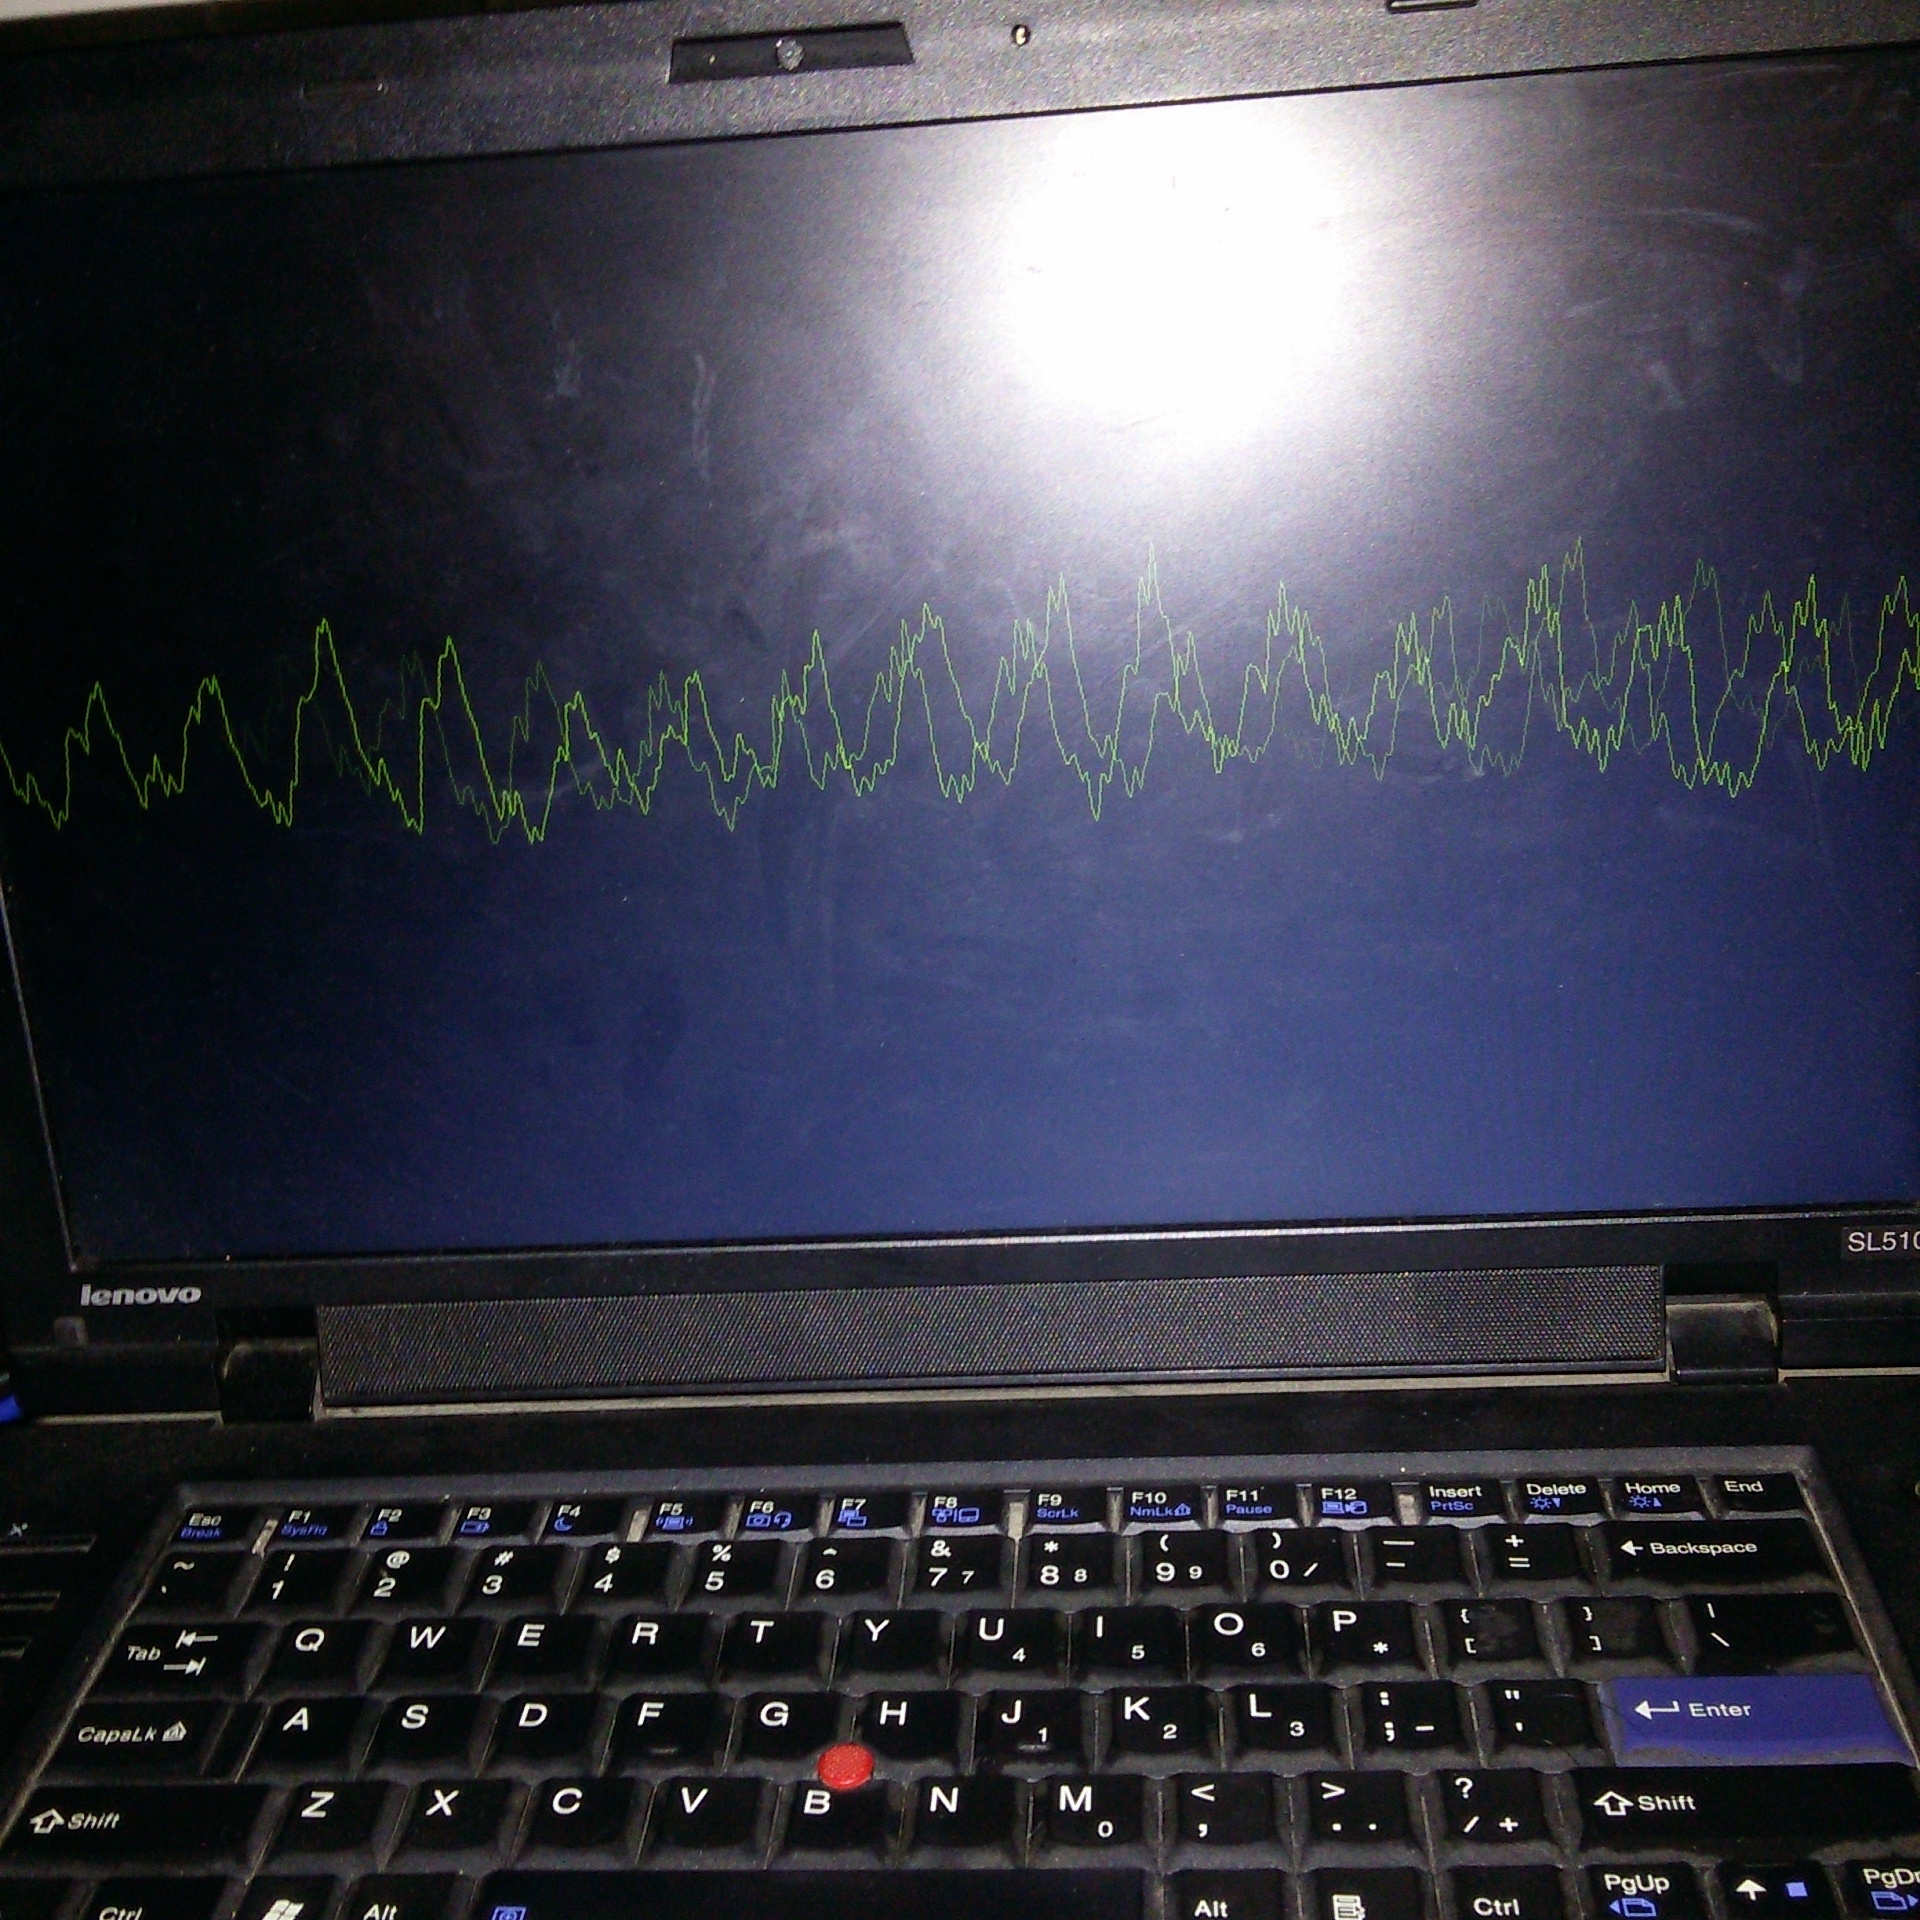 lenovo
SL510
Esc F1 F2 F3 F4 F5 F6 F7 F8 F9 F10 F11 F12 Insert Delete Home End
Break SysRq ScrLk NmLk Pause PrtSc
~ ! @ # $ % ^ & * ( ) — +
` 1 2 3 4 5 6 7 7 8 8 9 9 0 / - = Backspace
Tab Q W E R T Y U 4 I 5 O 6 P * { [ } ] | \
CapsLk A S D F G H J 1 K 2 L 3 : ; - " ' Enter
Shift Z X C V B N M 0 < , > . . ? / + Shift
Ctrl Alt Alt Ctrl PgUp